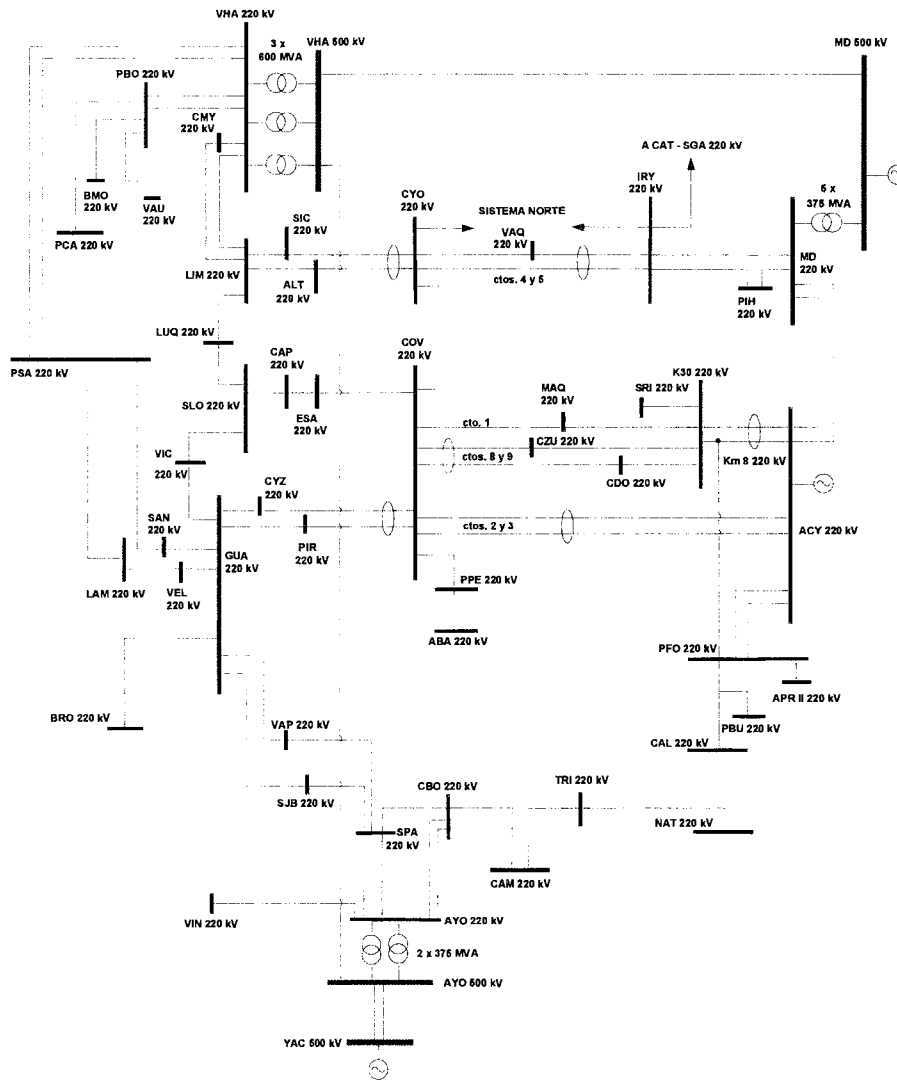 VHA 220 kV
3 x
600 MVA
VHA 500 kV
MD 500 kV
PBO 220 kV
CMY
220 kV
A CAT - SGA 220 kV
BMO
220 kV
VAU
220 kV
PCA 220 kV
SIC
220 kV
CYO
220 kV
SISTEMA NORTE
VAQ
220 kV
IRY
220 kV
5 x
375 MVA
LIM 220 kV
ALT
220 kV
ctos. 4 y 5
PIH
220 kV
MD
220 kV
LUQ 220 kV
PSA 220 kV
CAP
220 kV
COV
220 kV
K30 220 kV
SLO 220 kV
ESA
220 kV
MAQ
220 kV
SRI 220 kV
cto. 1
CZU 220 kV
ctos. 8 y 9
CDO 220 kV
Km 8 220 kV
VIC
220 kV
CYZ
220 kV
SAN
220 kV
GUA
220 kV
PIR
220 kV
ctos. 2 y 3
ACY 220 kV
LAM 220 kV
VEL
220 kV
PPE 220 kV
ABA 220 kV
PFO 220 kV
APR II 220 kV
PBU 220 kV
CAL 220 kV
BRO 220 kV
VAP 220 kV
SJB 220 kV
CBO 220 kV
TRI 220 kV
NAT 220 kV
SPA
220 kV
CAM 220 kV
VIN 220 kV
AYO 220 kV
2 x 375 MVA
AYO 500 kV
YAC 500 kV